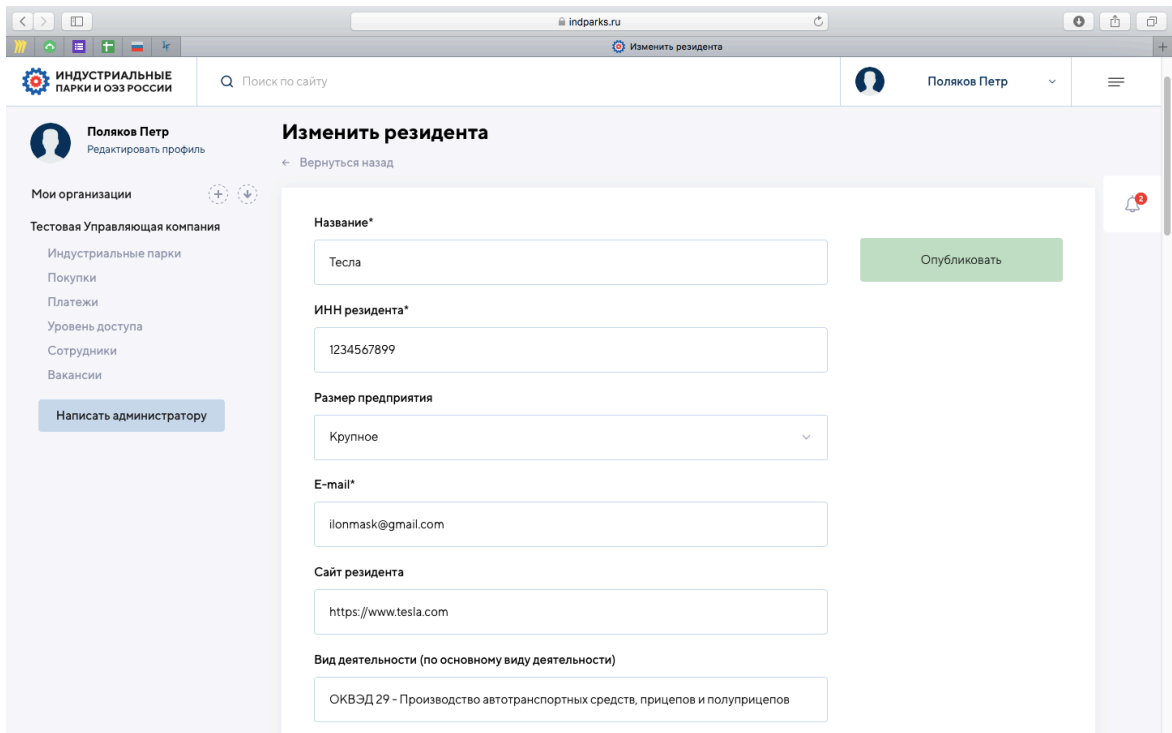 indparks.ru
Изменить резидента
ИНДУСТРИАЛЬНЫЕ
ПАРКИ И ОЭЗ РОССИИ
Поиск по сайту
Поляков Петр
Поляков Петр
Редактировать профиль
Мои организации
Тестовая Управляющая компания
Индустриальные парки
Покупки
Платежи
Уровень доступа
Сотрудники
Вакансии
Написать администратору
Изменить резидента
← Вернуться назад
2
Название*
Тесла
Опубликовать
ИНН резидента*
1234567899
Размер предприятия
Крупное
E-mail*
ilonmask@gmail.com
Сайт резидента
https://www.tesla.com
Вид деятельности (по основному виду деятельности)
ОКВЭД 29 - Производство автотранспортных средств, прицепов и полуприцепов